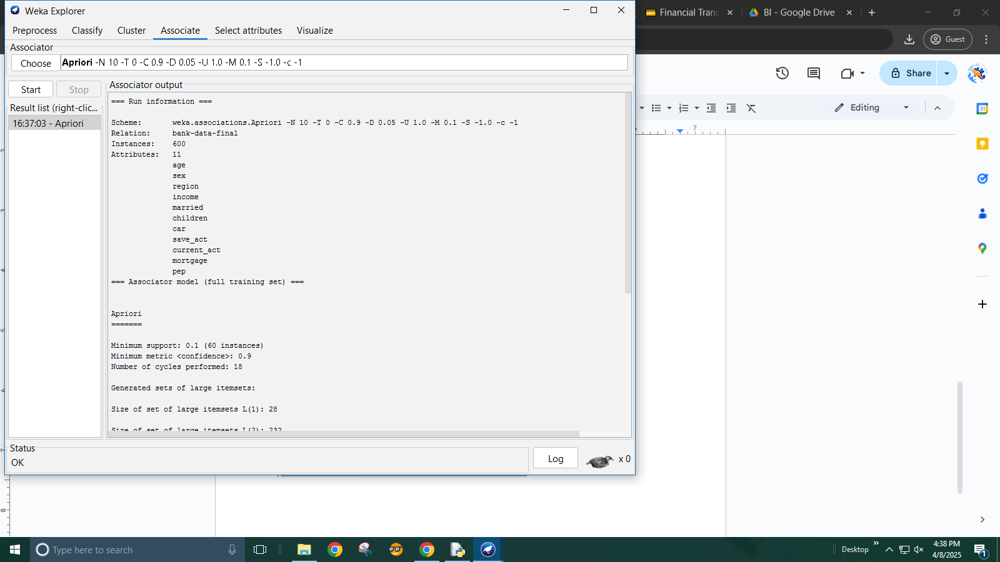 Weka Explorer
Preprocess Classify Cluster Associate Select attributes Visualize
Associator
Choose Apriori -N 10 -T 0 -C 0.9 -D 0.05 -U 1.0 -M 0.1 -S -1.0 -c -1
Start Stop
Result list (right-clic...
16:37:03 - Apriori
Associator output
=== Run information ===
Scheme: weka.associations.Apriori -N 10 -T 0 -C 0.9 -D 0.05 -U 1.0 -M 0.1 -S -1.0 -c -1
Relation: bank-data-final
Instances: 600
Attributes: 11
age
sex
region
income
married
children
car
save_act
current_act
mortgage
pep
=== Associator model (full training set) ===
Apriori
=======
Minimum support: 0.1 (60 instances)
Minimum metric <confidence>: 0.9
Number of cycles performed: 18
Generated sets of large itemsets:
Size of set of large itemsets L(1): 28
Size of set of large itemsets L(2): 232
Status
OK
Log
x 0
Financial Trans
BI - Google Drive
Guest
Share
Editing
7
31
8
Type here to search
Desktop
4:38 PM
4/8/2025
1